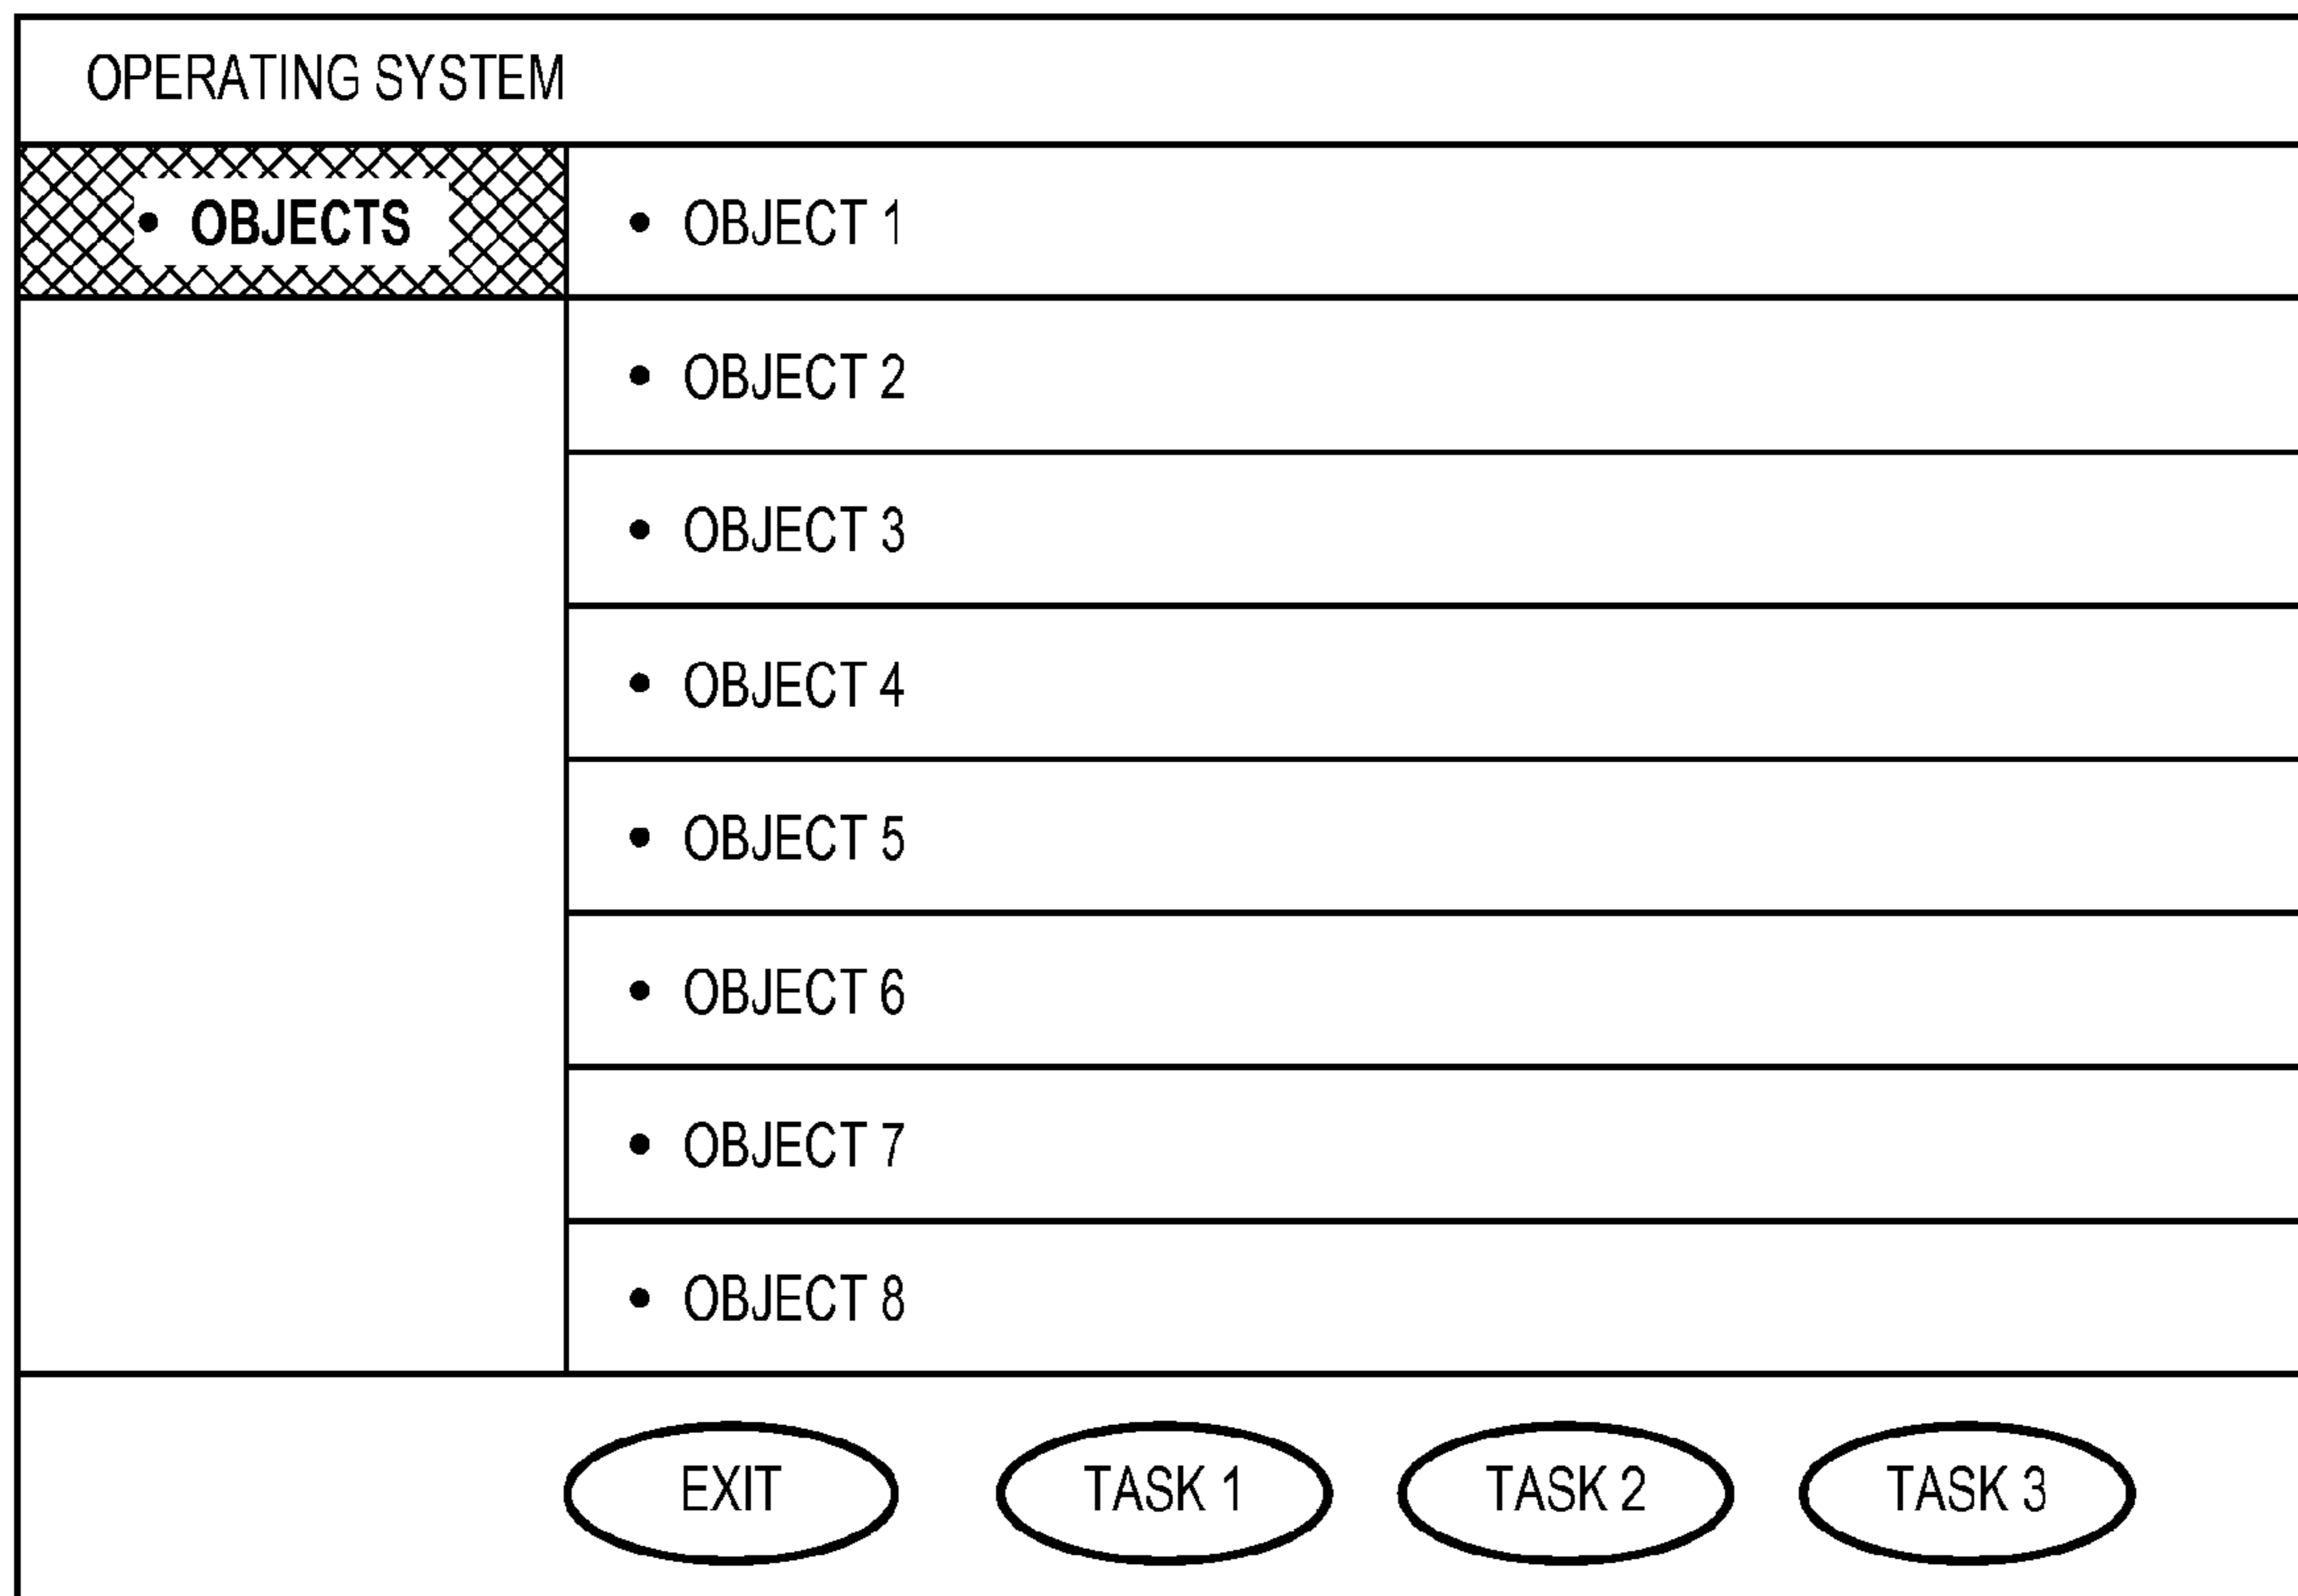 OPERATING SYSTEM
• OBJECTS
• OBJECT 1
• OBJECT 2
• OBJECT 3
• OBJECT 4
• OBJECT 5
• OBJECT 6
• OBJECT 7
• OBJECT 8
EXIT TASK 1 TASK 2 TASK 3